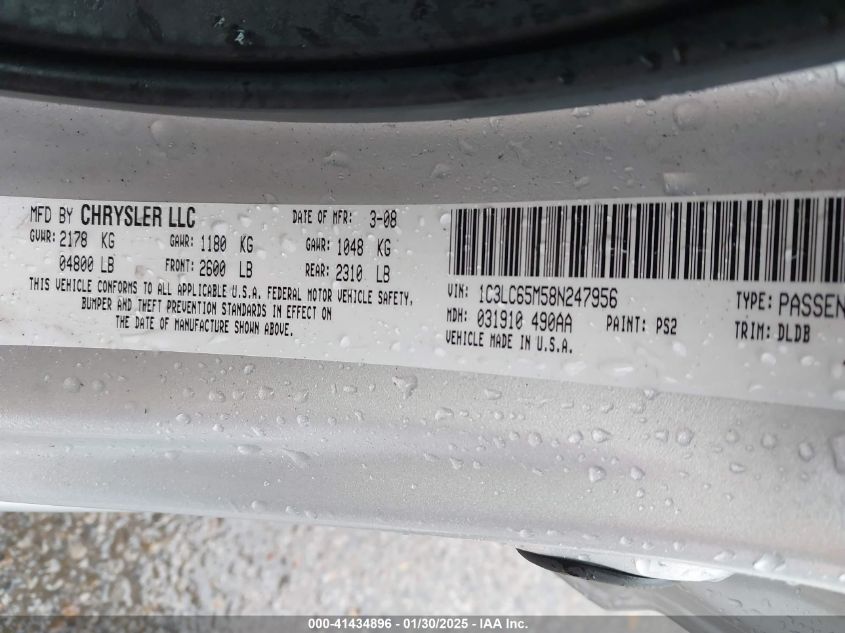 MFD BY CHRYSLER LLC DATE OF MFR: 3-08
GVWR: 2178 KG GAWR: 1180 KG GAWR: 1048 KG
04800 LB FRONT: 2600 LB REAR: 2310 LB
THIS VEHICLE CONFORMS TO ALL APPLICABLE U.S.A. FEDERAL MOTOR VEHICLE SAFETY,
BUMPER AND THEFT PREVENTION STANDARDS IN EFFECT ON
THE DATE OF MANUFACTURE SHOWN ABOVE.
VIN: 1C3LC65M58N247956 TYPE: PASSEN
MDH: 031910 490AA PAINT: PS2 TRIM: DLDB
VEHICLE MADE IN U.S.A.
000-41434896 - 01/30/2025 - IAA Inc.